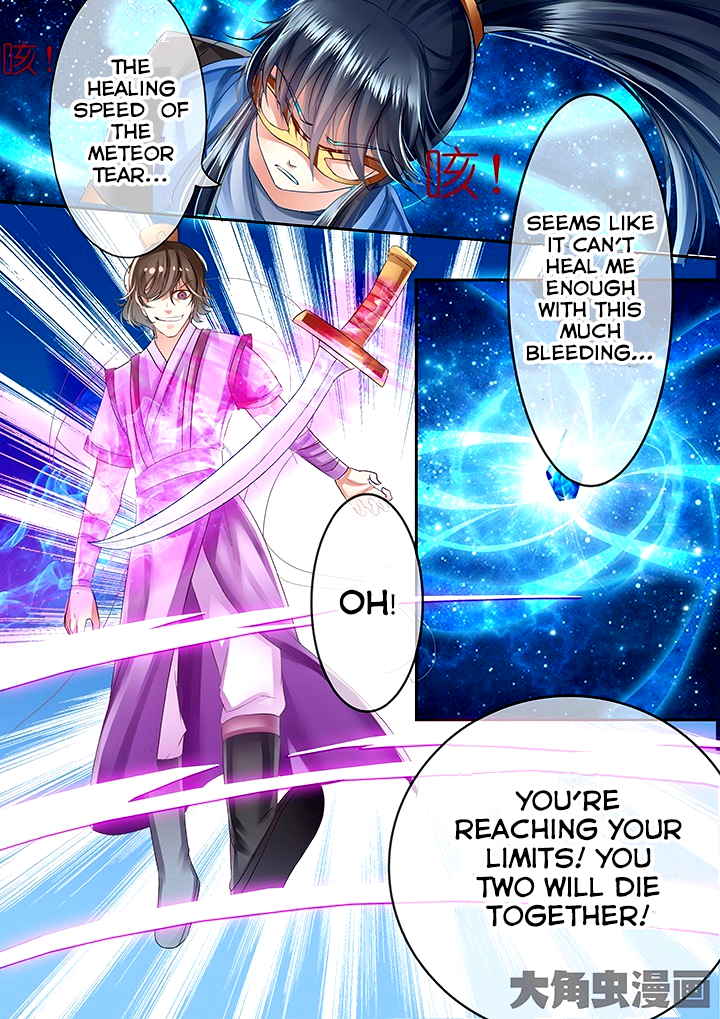 咳!
THE
HEALING
SPEED OF
THE
METEOR
TEAR...
咳!
SEEMS LIKE
IT CAN'T
HEAL ME
ENOUGH
WITH THIS
MUCH
BLEEDING...
OH!
YOU'RE
REACHING YOUR
LIMITS! YOU
TWO WILL DIE
TOGETHER!
大角虫漫画